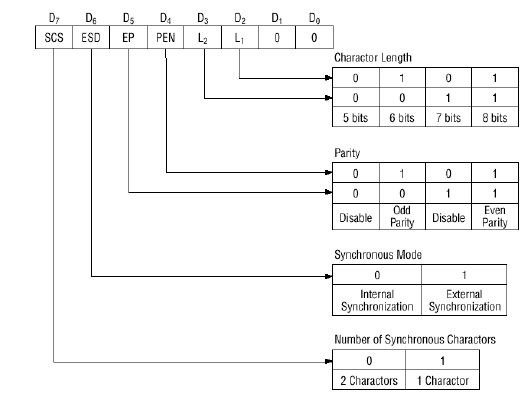 D7 D6 D5 D4 D3 D2 D1 D0
SCS ESD EP PEN L2 L1 0 0
Charactor Length
0 1 0 1
0 0 1 1
5 bits 6 bits 7 bits 8 bits
Parity
0 1 0 1
0 0 1 1
Disable Odd Parity Disable Even Parity
Synchronous Mode
0 1
Internal Synchronization External Synchronization
Number of Synchronous Charactors
0 1
2 Charactors 1 Charactor